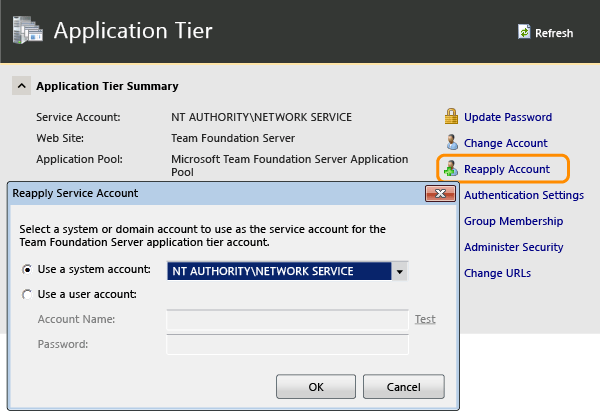 Application Tier
Refresh
Application Tier Summary
Service Account: NT AUTHORITY\NETWORK SERVICE
Update Password
Web Site: Team Foundation Server
Change Account
Application Pool: Microsoft Team Foundation Server Application
Pool
Reapply Account
Authentication Settings
Group Membership
Administer Security
Change URLs
Reapply Service Account
Select a system or domain account to use as the service account for the
Team Foundation Server application tier account.
Use a system account: NT AUTHORITY\NETWORK SERVICE
Use a user account:
Account Name: Test
Password:
OK Cancel